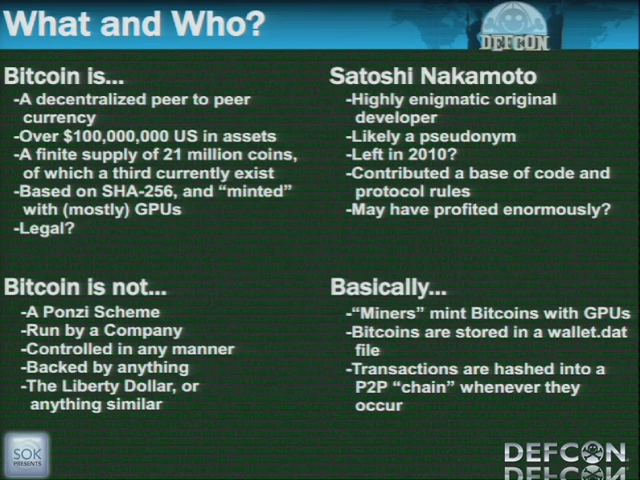 What and Who?
DEFCON
Bitcoin is...
-A decentralized peer to peer
currency
-Over $100,000,000 US in assets
-A finite supply of 21 million coins,
of which a third currently exist
-Based on SHA-256, and “minted”
with (mostly) GPUs
-Legal?
Satoshi Nakamoto
-Highly enigmatic original
developer
-Likely a pseudonym
-Left in 2010?
-Contributed a base of code and
protocol rules
-May have profited enormously?
Bitcoin is not...
-A Ponzi Scheme
-Run by a Company
-Controlled in any manner
-Backed by anything
-The Liberty Dollar, or
anything similar
Basically...
-“Miners” mint Bitcoins with GPUs
-Bitcoins are stored in a wallet.dat
file
-Transactions are hashed into a
P2P “chain” whenever they
occur
SOK
PRESENTS
DEFCON